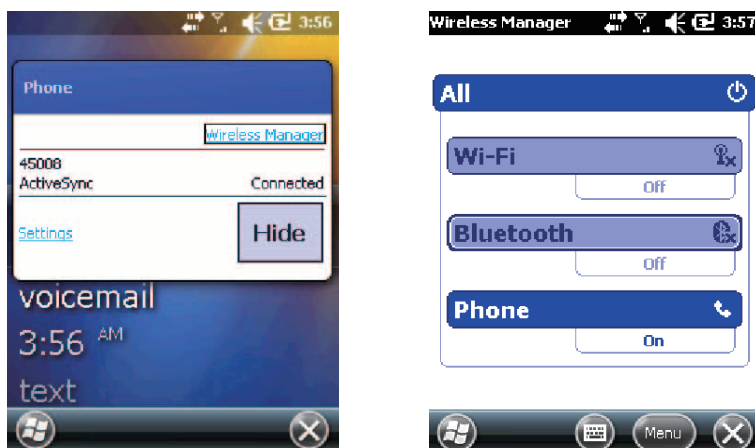 3:56
Phone
Wireless Manager
45008
ActiveSync Connected
Settings Hide
voicemail
3:56 AM
text
Wireless Manager 3:57
All
Wi-Fi
Off
Bluetooth
Off
Phone
On
Menu